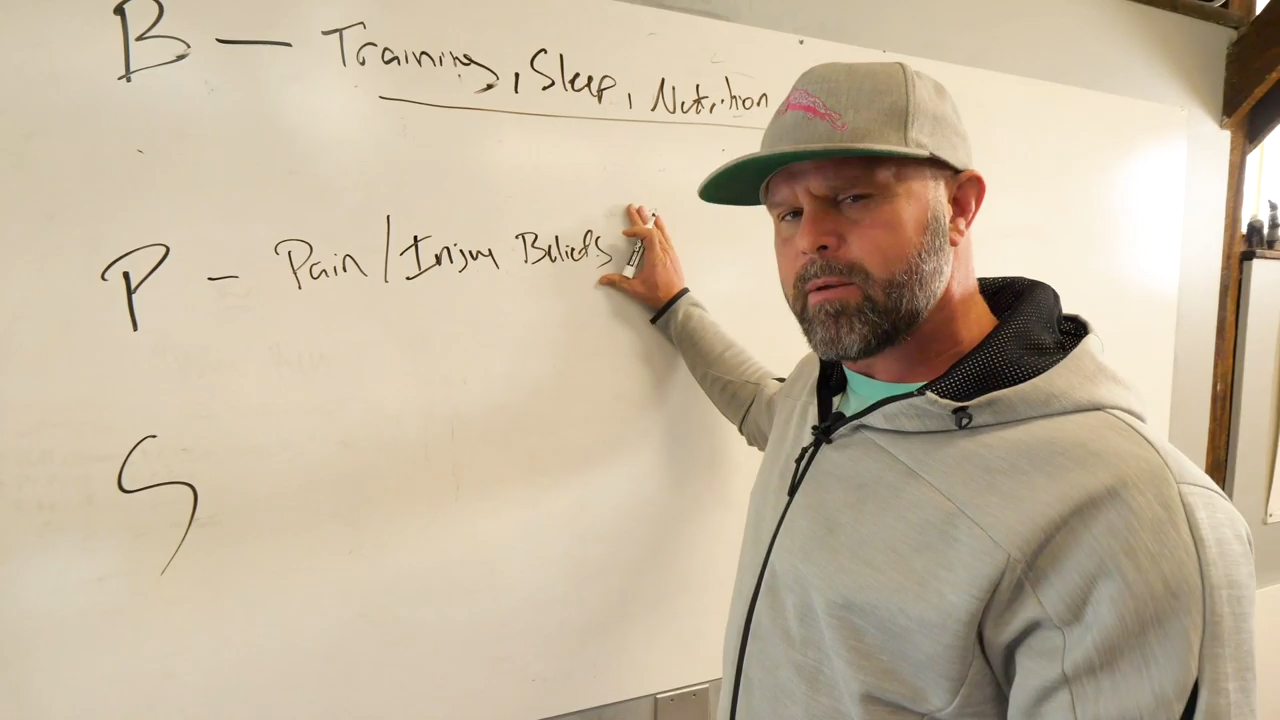 B — Training, Sleep, Nutrition
P - Pain/Injury Beliefs
S